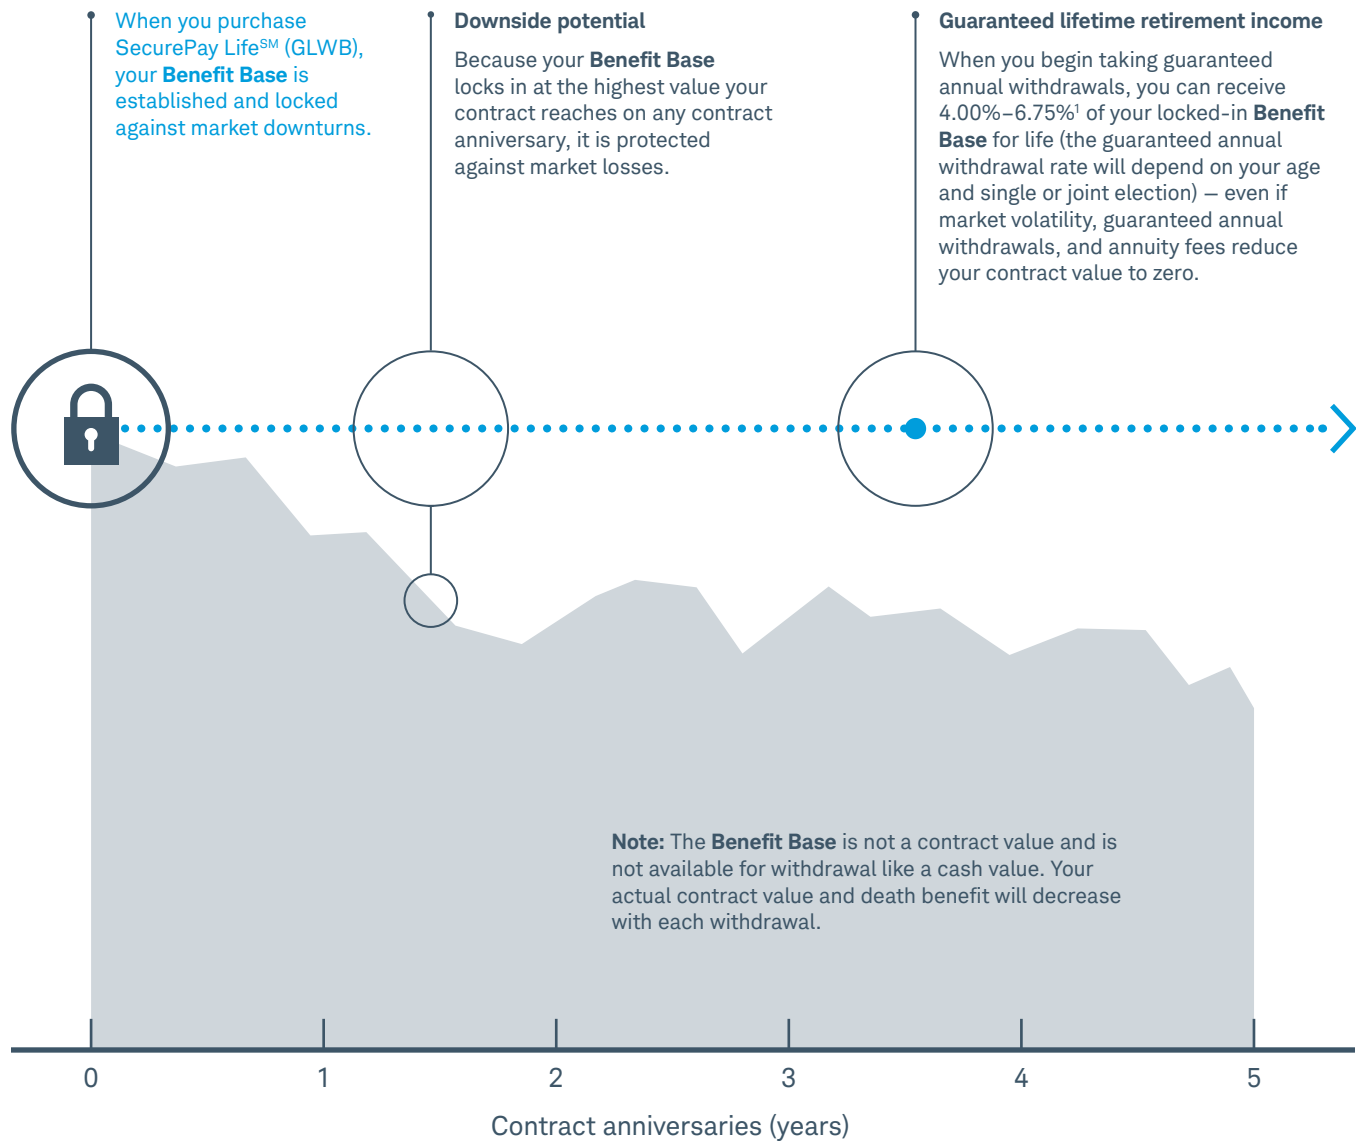 When you purchase
SecurePay Life℠ (GLWB),
your Benefit Base is
established and locked
against market downturns.
Downside potential
Because your Benefit Base
locks in at the highest value your
contract reaches on any contract
anniversary, it is protected
against market losses.
Guaranteed lifetime retirement income
When you begin taking guaranteed
annual withdrawals, you can receive
4.00%–6.75%¹ of your locked-in Benefit
Base for life (the guaranteed annual
withdrawal rate will depend on your age
and single or joint election) — even if
market volatility, guaranteed annual
withdrawals, and annuity fees reduce
your contract value to zero.
Note: The Benefit Base is not a contract value and is
not available for withdrawal like a cash value. Your
actual contract value and death benefit will decrease
with each withdrawal.
0 1 2 3 4 5
Contract anniversaries (years)